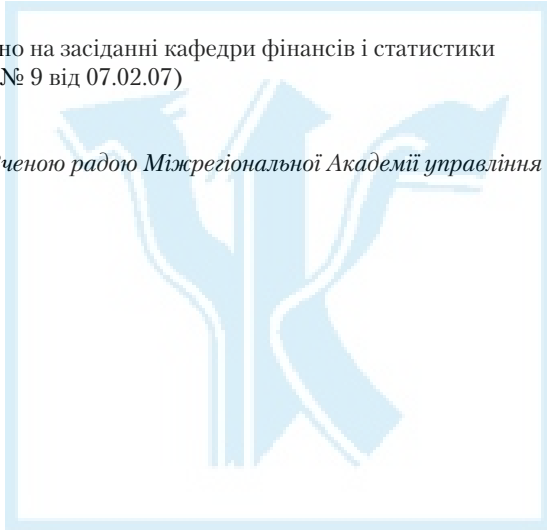 но на засіданні кафедри фінансів і статистики
№ 9 від 07.02.07)
ченою радою Міжрегіональної Академії управління